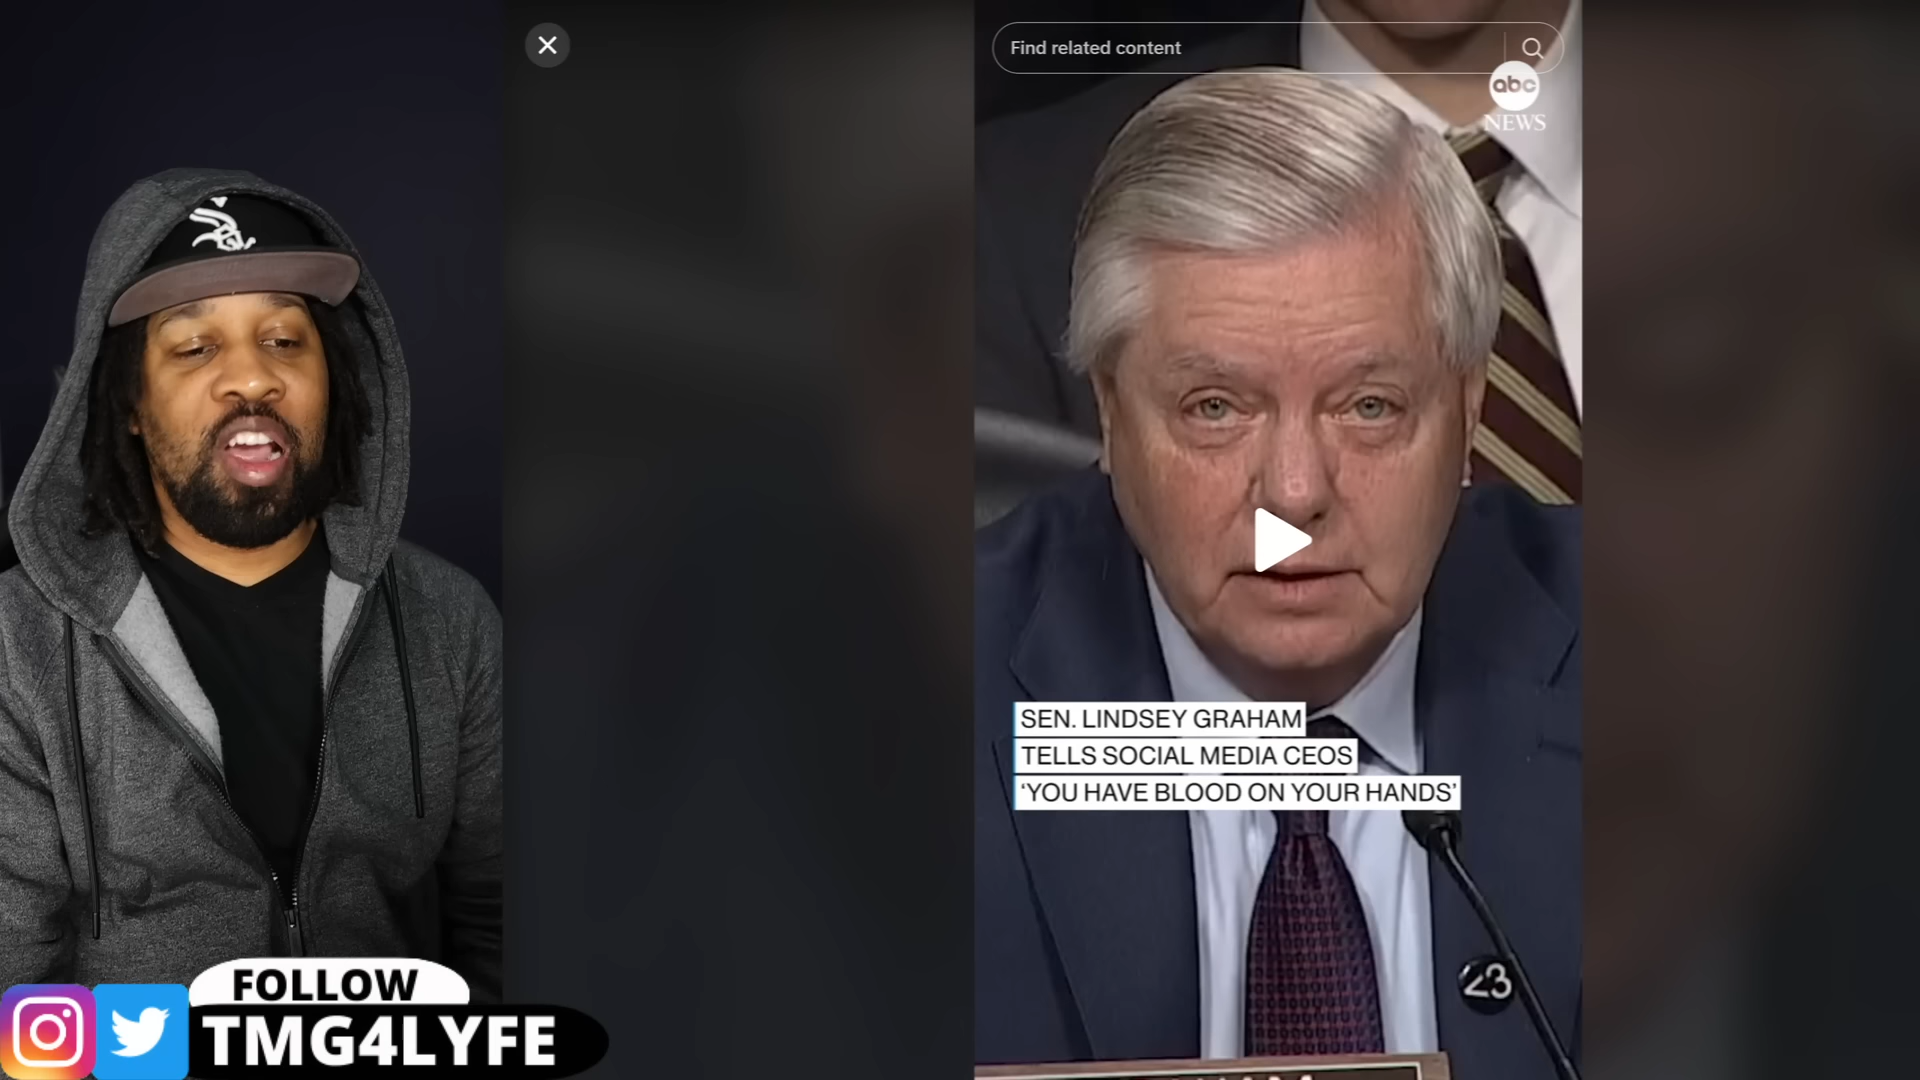 Find related content
abc
NEWS
SEN. LINDSEY GRAHAM
TELLS SOCIAL MEDIA CEOS
‘YOU HAVE BLOOD ON YOUR HANDS’
23
FOLLOW
TMG4LYFE